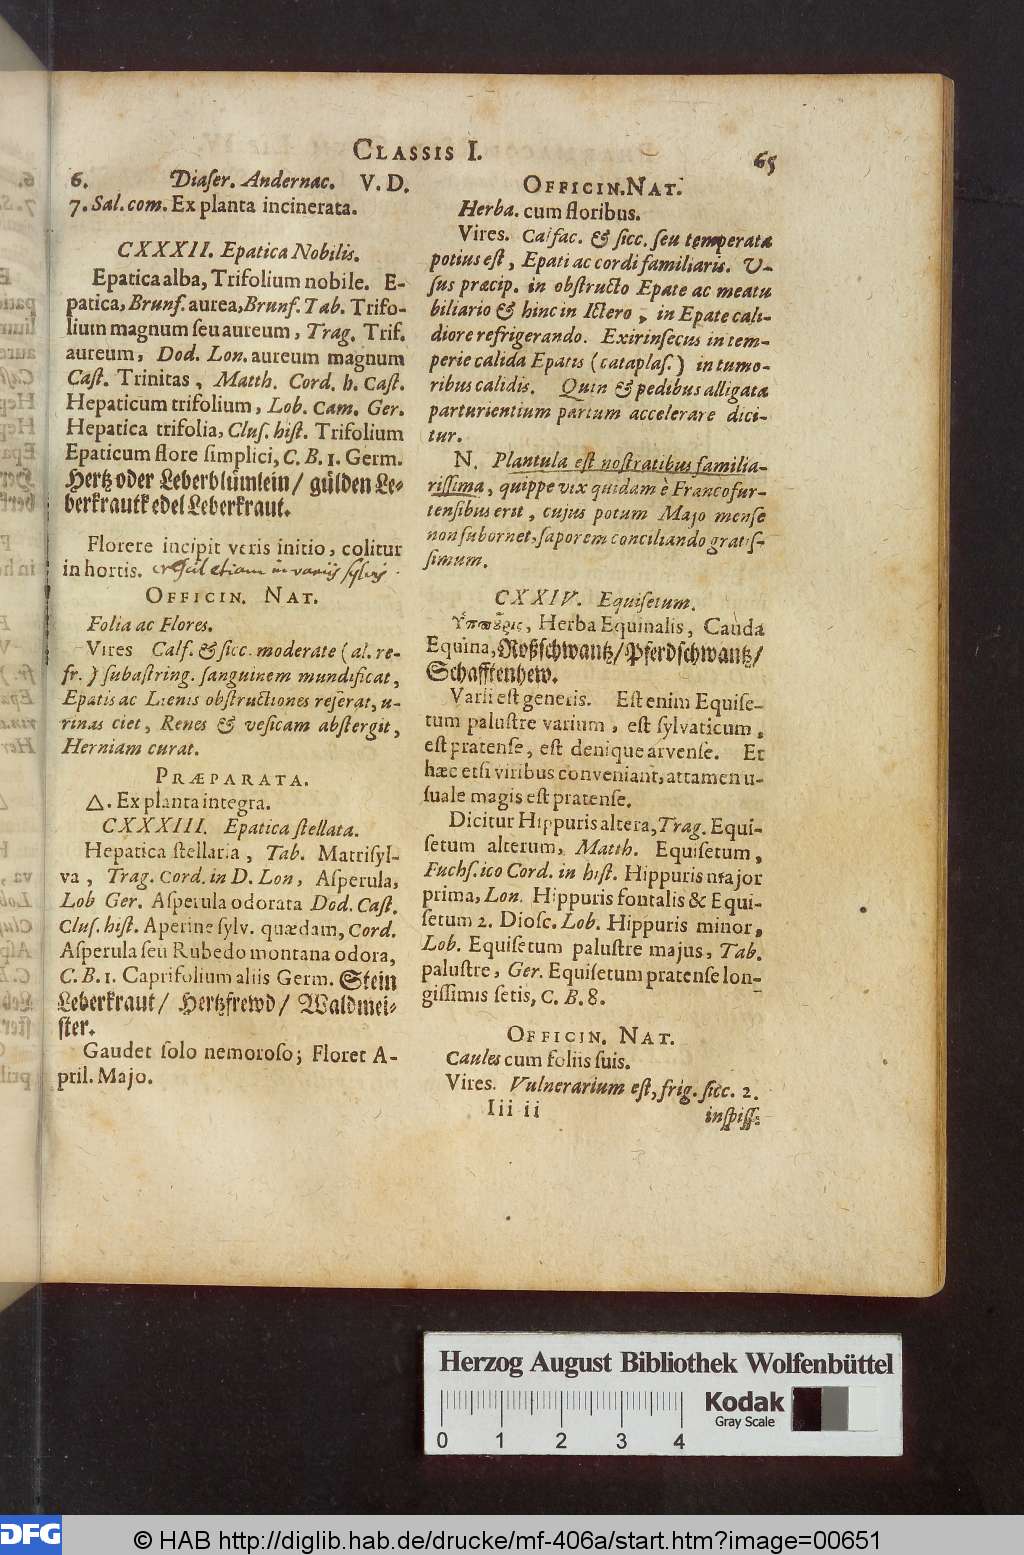 CLASSIS I.
65
6. Diaſer. Andernac. V. D.
7. Sal. com. Ex planta incinerata.
CXXXII. Epatica Nobilis.
Epatica alba, Trifolium nobile. E-
patica, Brunf. aurea, Brunf. Tab. Trifo-
lium magnum ſeu aureum, Trag. Trif.
aureum, Dod. Lon. aureum magnum
Caſt. Trinitas, Matth. Cord. h. Caſt.
Hepaticum trifolium, Lob. Cam. Ger.
Hepatica trifolia, Cluſ. hiſt. Trifolium
Epaticum flore ſimplici, C. B. 1. Germ.
Hertz oder Leberblümlein / gülden Le-
berkrautk edel Leberkraut.
Florere incipit veris initio, colitur
in hortis. creſcit etiam in variis ſylvis.
OFFICIN. NAT.
Folia ac Flores.
Vires Calf. & ſicc. moderate (al. re-
fr.) ſubaſtring. ſanguinem mundificat,
Epatis ac Lienis obſtructiones reſerat, u-
rinas ciet, Renes & veſicam abſtergit,
Herniam curat.
PRÆPARATA.
△. Ex planta integra.
CXXXIII. Epatica ſtellata.
Hepatica ſtellaria, Tab. Matriſyl-
va, Trag. Cord. in D. Lon, Aſperula,
Lob Ger. Aſperula odorata Dod. Caſt.
Cluſ. hiſt. Aperine ſylv. quædam, Cord.
Aſperula ſeu Rubedo montana odora,
C. B. 1. Caprifolium aliis Germ. Stein
Leberkraut / Hertzfrewd / Waldmei-
ſter.
Gaudet ſolo nemoroſo; Floret A-
pril. Majo.
OFFICIN. NAT.
Herba. cum floribus.
Vires. Calfac. & ſicc. ſeu temperata
potius eſt, Epati ac cordi familiaris. U-
ſus præcip. in obſtructo Epate ac meatu
biliario & hinc in Ictero, in Epate cali-
diore refrigerando. Exirinſecus in tem-
perie calida Epatis (cataplaſ.) in tumo-
ribus calidis. Quin & pedibus alligata
parturientium partum accelerare dici-
tur.
N. Plantula eſt noſtratibus familia-
riſſima, quippe vix quidam è Francofur-
tenſibus erit, cujus potum Majo menſe
non ſubornet, ſaporem conciliando gratiſ-
ſimum.
CXXIV. Equiſetum.
Herba Equinalis, Cauda
Equina, Roßſchwantz / Pferdſchwantz /
Schafftenhew.
Varii eſt generis. Eſt enim Equiſe-
tum paluſtre varium, eſt ſylvaticum,
eſt pratenſe, eſt denique arvenſe. Et
hæc etſi viribus conveniant, attamen u-
ſuale magis eſt pratenſe.
Dicitur Hippuris altera, Trag. Equi-
ſetum alterum, Matth. Equiſetum,
Fuchſ. ico Cord. in hiſt. Hippuris major
prima, Lon. Hippuris fontalis & Equi-
ſetum 2. Dioſc. Lob. Hippuris minor,
Lob. Equiſetum paluſtre majus, Tab.
paluſtre, Ger. Equiſetum pratenſe lon-
giſſimis ſetis, C. B. 8.
OFFICIN. NAT.
Caules cum foliis ſuis.
Vires. Vulnerarium eſt, frig. ſicc. 2.
Iii ii
inſpiſſ:
Herzog August Bibliothek Wolfenbüttel
0 1 2 3 4
Kodak
Gray Scale
DFG
© HAB http://diglib.hab.de/drucke/mf-406a/start.htm?image=00651